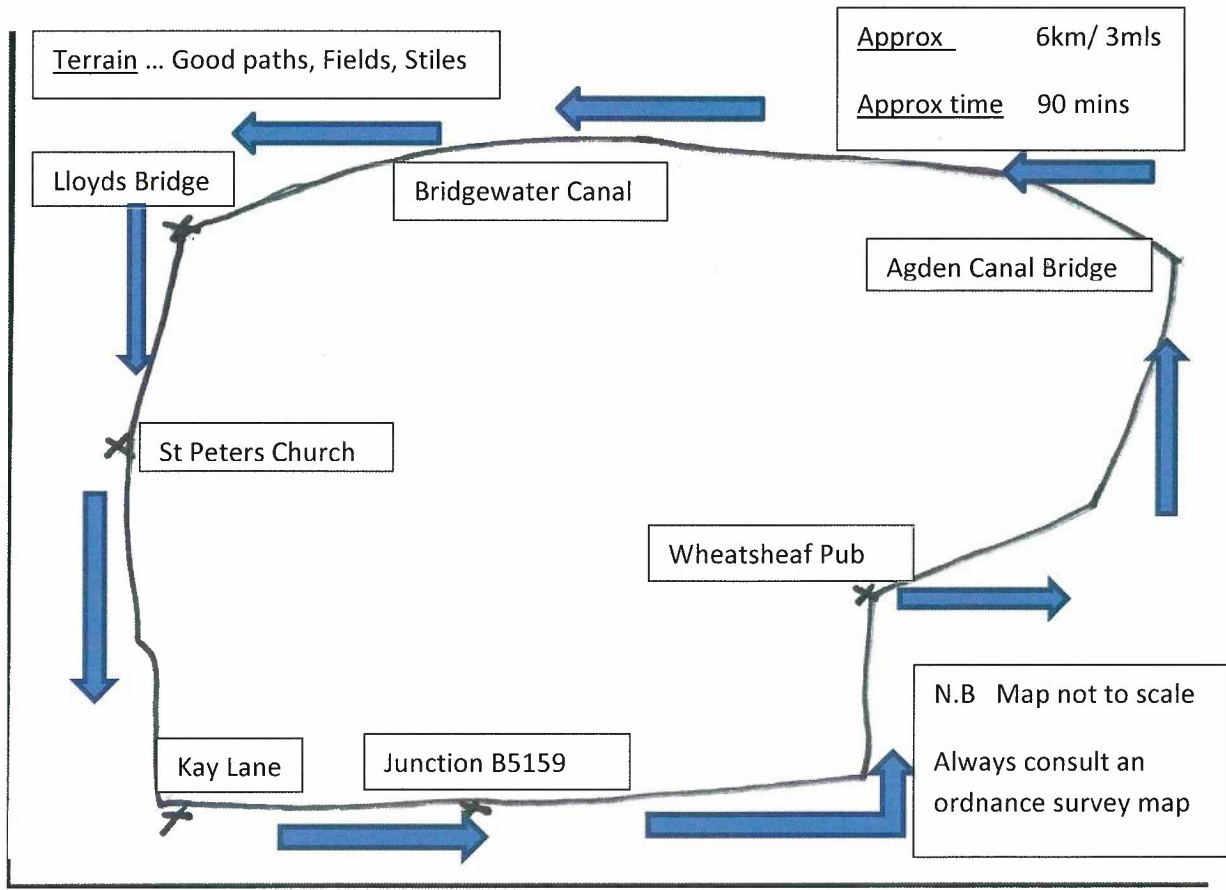 Terrain ... Good paths, Fields, Stiles
Approx 6km/ 3mls
Approx time 90 mins
Lloyds Bridge
Bridgewater Canal
Agden Canal Bridge
St Peters Church
Wheatsheaf Pub
N.B Map not to scale
Always consult an
ordnance survey map
Kay Lane
Junction B5159